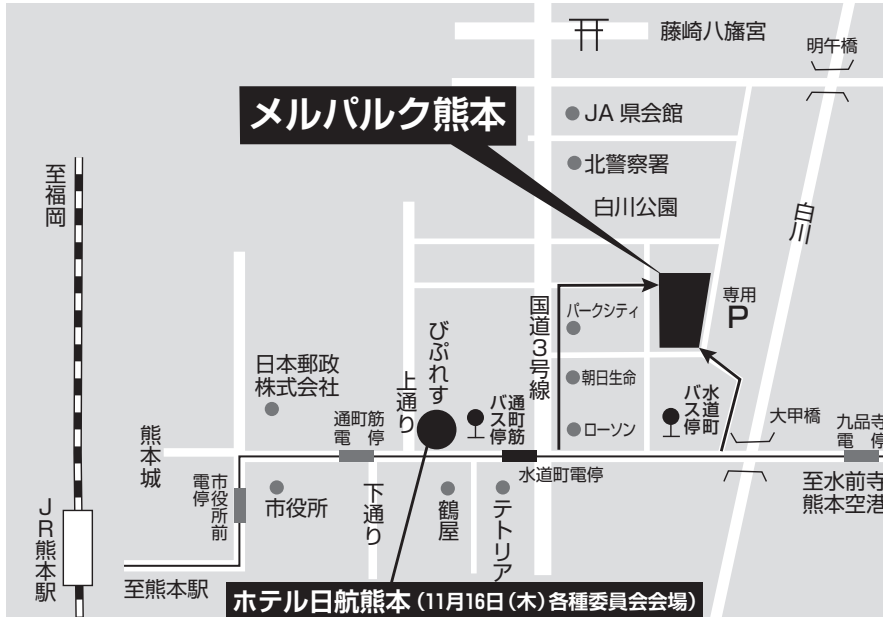 藤崎八旛宮
明午橋
メルパルク熊本
JA 県会館
北警察署
白川公園
至福岡
白川
専用
P
国道3号線
パークシティ
びぷれす
上通り
日本郵政
株式会社
朝日生命
通町筋
バス停
水道町
バス停
通町筋
電停
ローソン
大甲橋
九品寺
電停
熊本城
水道町電停
市役所前
電停
市役所
下通り
鶴屋
テトリア
至水前寺
熊本空港
JR熊本駅
至熊本駅
ホテル日航熊本(11月16日(木)各種委員会会場)